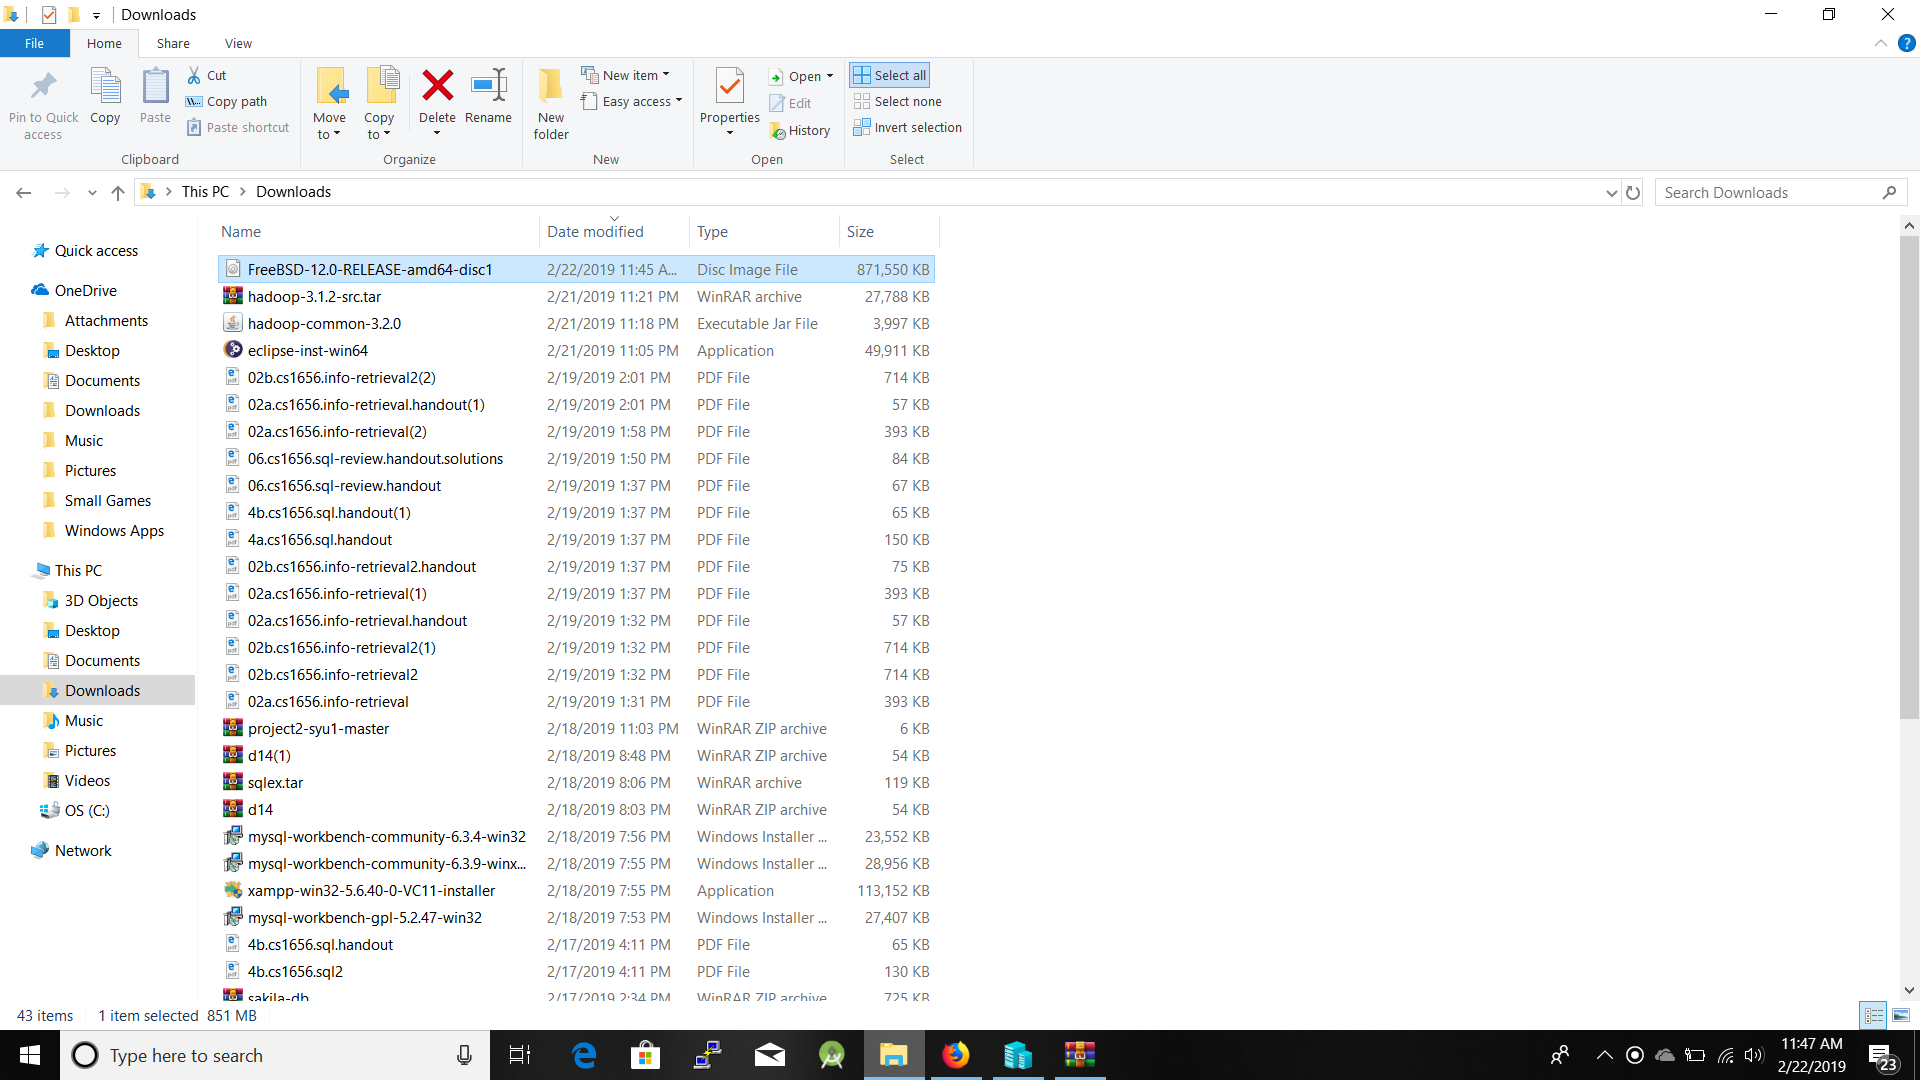 Downloads
File Home Share View
Pin to Quick access
Copy
Paste
Cut
Copy path
Paste shortcut
Clipboard
Move to
Copy to
Delete
Rename
Organize
New folder
New item
Easy access
New
Properties
Open
Edit
History
Open
Select all
Select none
Invert selection
Select
This PC > Downloads
Search Downloads
Quick access
OneDrive
Attachments
Desktop
Documents
Downloads
Music
Pictures
Small Games
Windows Apps
This PC
3D Objects
Desktop
Documents
Downloads
Music
Pictures
Videos
OS (C:)
Network
Name Date modified Type Size
FreeBSD-12.0-RELEASE-amd64-disc1 2/22/2019 11:45 A... Disc Image File 871,550 KB
hadoop-3.1.2-src.tar 2/21/2019 11:21 PM WinRAR archive 27,788 KB
hadoop-common-3.2.0 2/21/2019 11:18 PM Executable Jar File 3,997 KB
eclipse-inst-win64 2/21/2019 11:05 PM Application 49,911 KB
02b.cs1656.info-retrieval2(2) 2/19/2019 2:01 PM PDF File 714 KB
02a.cs1656.info-retrieval.handout(1) 2/19/2019 2:01 PM PDF File 57 KB
02a.cs1656.info-retrieval(2) 2/19/2019 1:58 PM PDF File 393 KB
06.cs1656.sql-review.handout.solutions 2/19/2019 1:50 PM PDF File 84 KB
06.cs1656.sql-review.handout 2/19/2019 1:37 PM PDF File 67 KB
4b.cs1656.sql.handout(1) 2/19/2019 1:37 PM PDF File 65 KB
4a.cs1656.sql.handout 2/19/2019 1:37 PM PDF File 150 KB
02b.cs1656.info-retrieval2.handout 2/19/2019 1:37 PM PDF File 75 KB
02a.cs1656.info-retrieval(1) 2/19/2019 1:37 PM PDF File 393 KB
02a.cs1656.info-retrieval.handout 2/19/2019 1:32 PM PDF File 57 KB
02b.cs1656.info-retrieval2(1) 2/19/2019 1:32 PM PDF File 714 KB
02b.cs1656.info-retrieval2 2/19/2019 1:32 PM PDF File 714 KB
02a.cs1656.info-retrieval 2/19/2019 1:31 PM PDF File 393 KB
project2-syu1-master 2/18/2019 11:03 PM WinRAR ZIP archive 6 KB
d14(1) 2/18/2019 8:48 PM WinRAR ZIP archive 54 KB
sqlex.tar 2/18/2019 8:06 PM WinRAR archive 119 KB
d14 2/18/2019 8:03 PM WinRAR ZIP archive 54 KB
mysql-workbench-community-6.3.4-win32 2/18/2019 7:56 PM Windows Installer ... 23,552 KB
mysql-workbench-community-6.3.9-winx... 2/18/2019 7:55 PM Windows Installer ... 28,956 KB
xampp-win32-5.6.40-0-VC11-installer 2/18/2019 7:55 PM Application 113,152 KB
mysql-workbench-gpl-5.2.47-win32 2/18/2019 7:53 PM Windows Installer ... 27,407 KB
4b.cs1656.sql.handout 2/17/2019 4:11 PM PDF File 65 KB
4b.cs1656.sql2 2/17/2019 4:11 PM PDF File 130 KB
sakila-db 2/17/2019 2:34 PM WinRAR ZIP archive 725 KB
43 items 1 item selected 851 MB
Type here to search
11:47 AM
2/22/2019
23